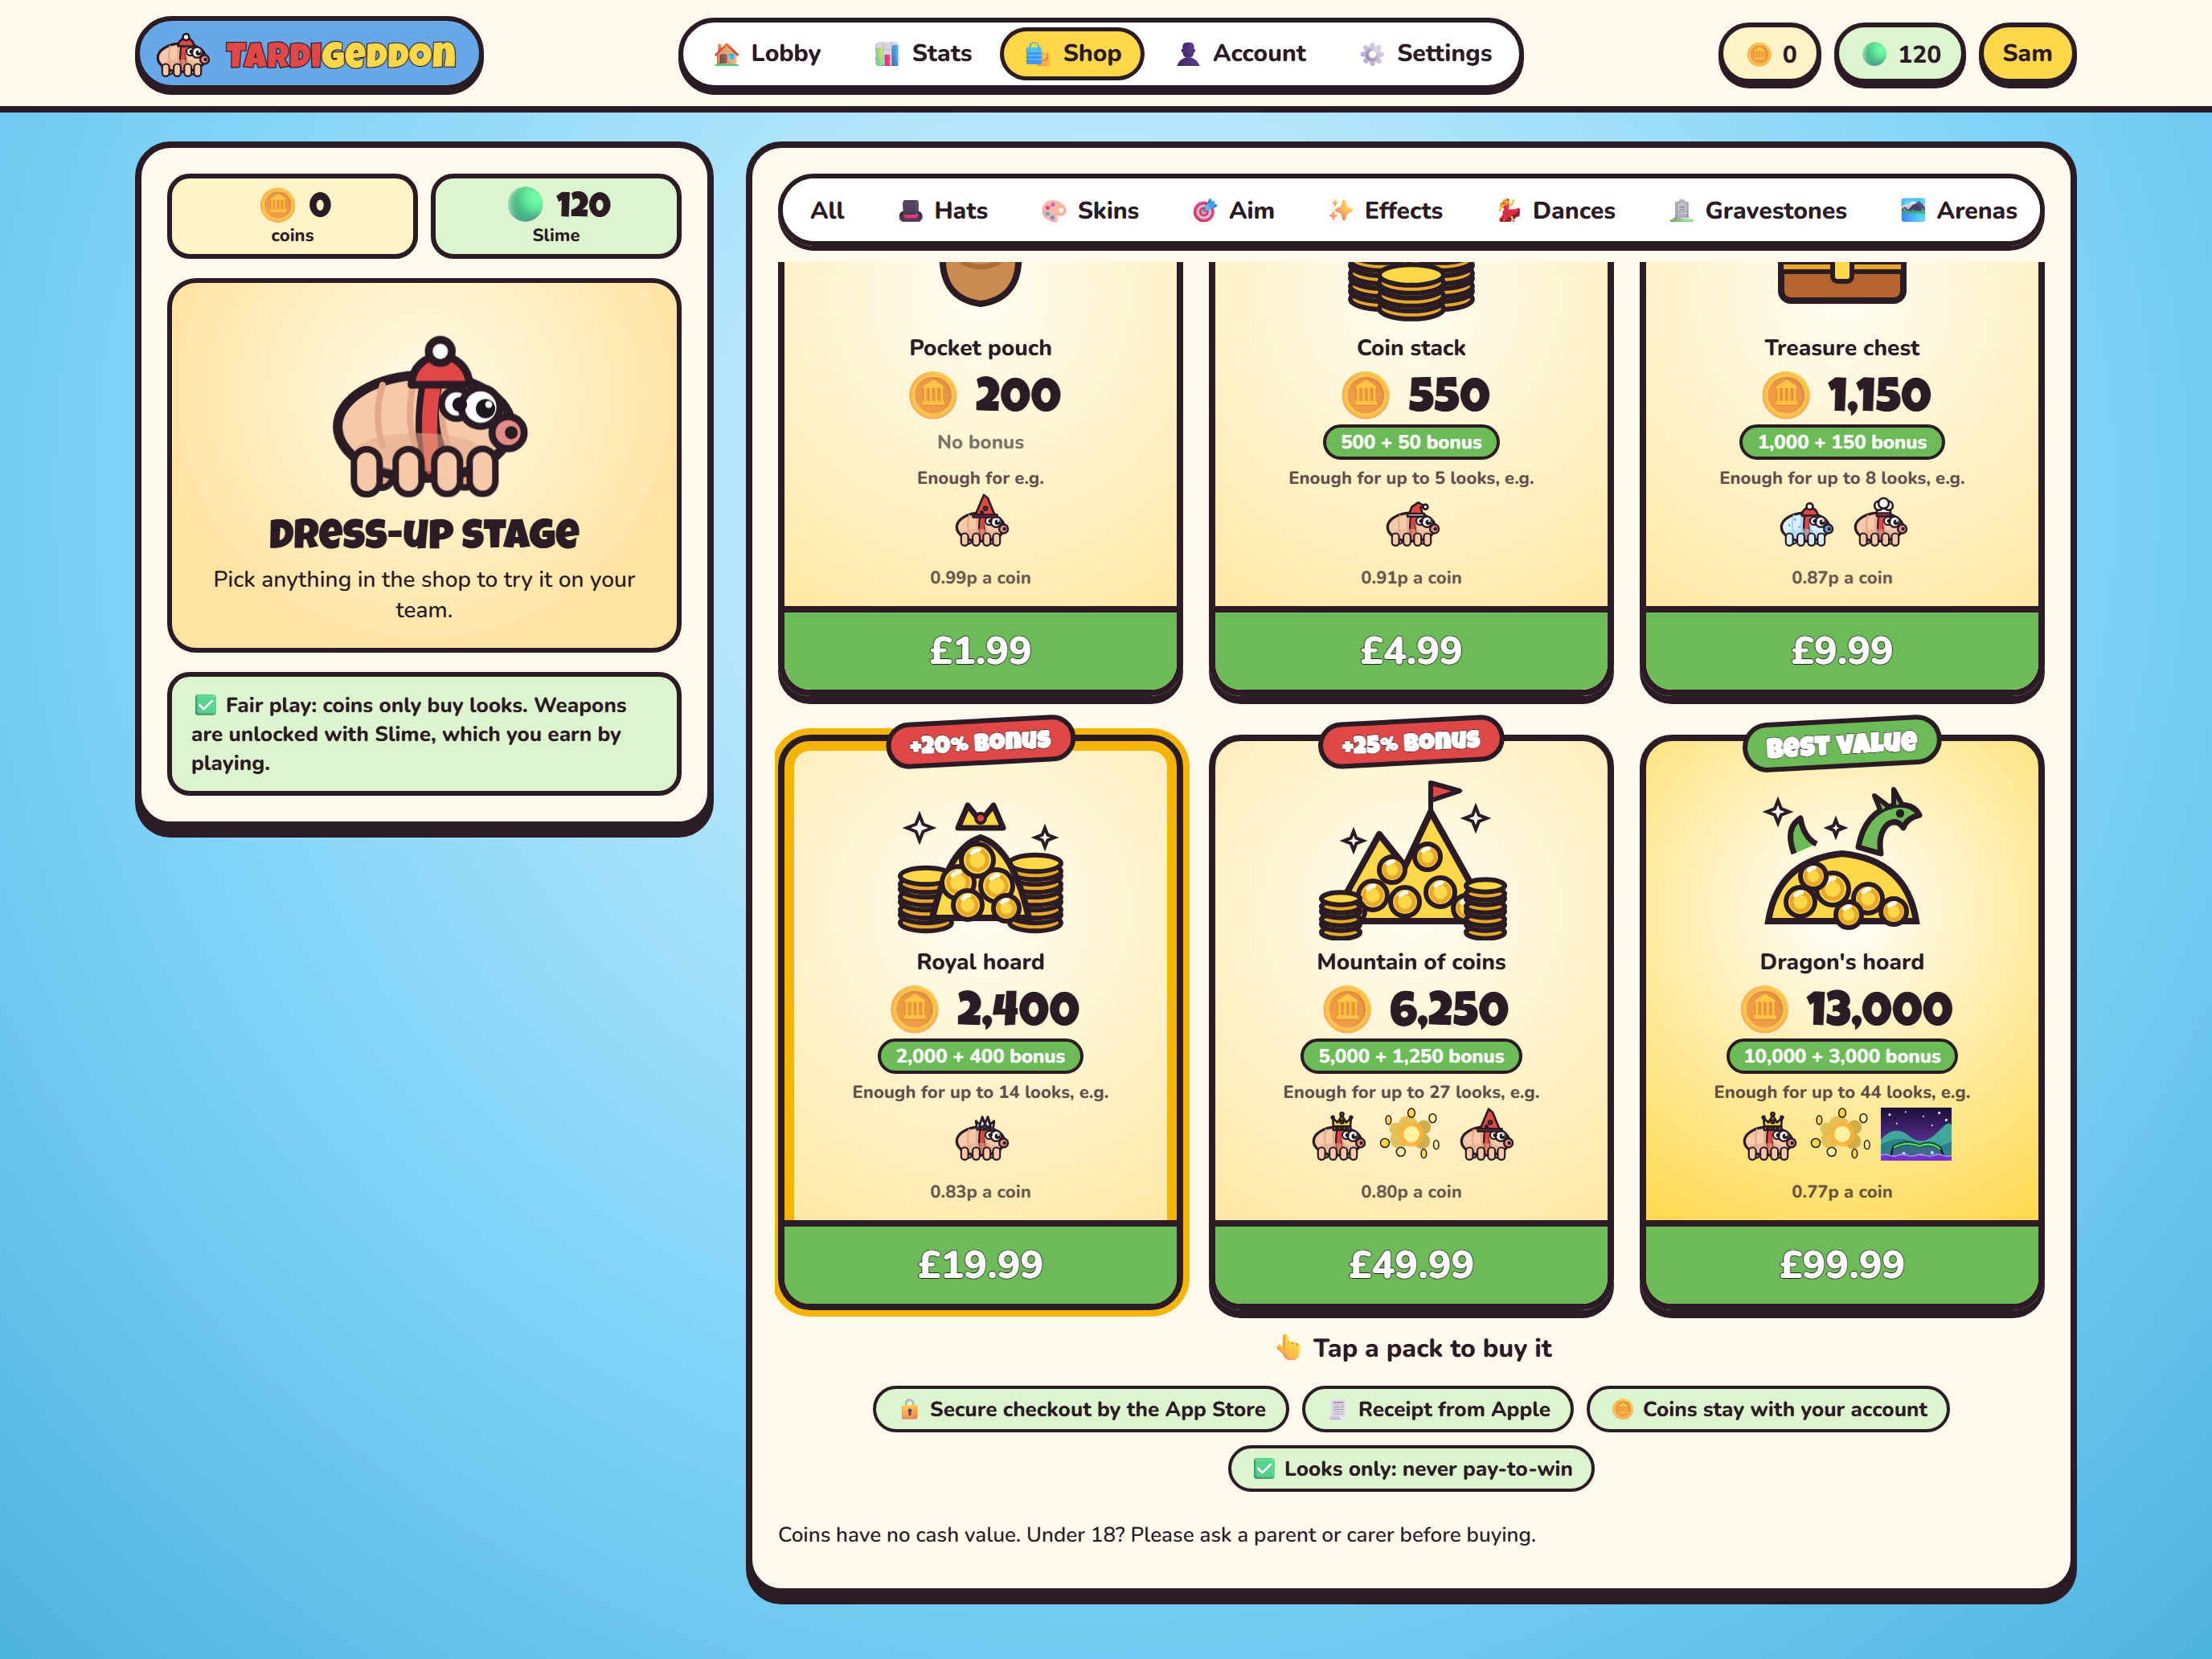 TARDIGEDDON
Lobby
Stats
Shop
Account
Settings
0
120
Sam
0
coins
120
Slime
DRESS-UP STAGE
Pick anything in the shop to try it on your
team.
Fair play: coins only buy looks. Weapons
are unlocked with Slime, which you earn by
playing.
All
Hats
Skins
Aim
Effects
Dances
Gravestones
Arenas
Pocket pouch
200
No bonus
Enough for e.g.
0.99p a coin
£1.99
Coin stack
550
500 + 50 bonus
Enough for up to 5 looks, e.g.
0.91p a coin
£4.99
Treasure chest
1,150
1,000 + 150 bonus
Enough for up to 8 looks, e.g.
0.87p a coin
£9.99
+20% BONUS
Royal hoard
2,400
2,000 + 400 bonus
Enough for up to 14 looks, e.g.
0.83p a coin
£19.99
+25% BONUS
Mountain of coins
6,250
5,000 + 1,250 bonus
Enough for up to 27 looks, e.g.
0.80p a coin
£49.99
BEST VALUE
Dragon's hoard
13,000
10,000 + 3,000 bonus
Enough for up to 44 looks, e.g.
0.77p a coin
£99.99
Tap a pack to buy it
Secure checkout by the App Store
Receipt from Apple
Coins stay with your account
Looks only: never pay-to-win
Coins have no cash value. Under 18? Please ask a parent or carer before buying.